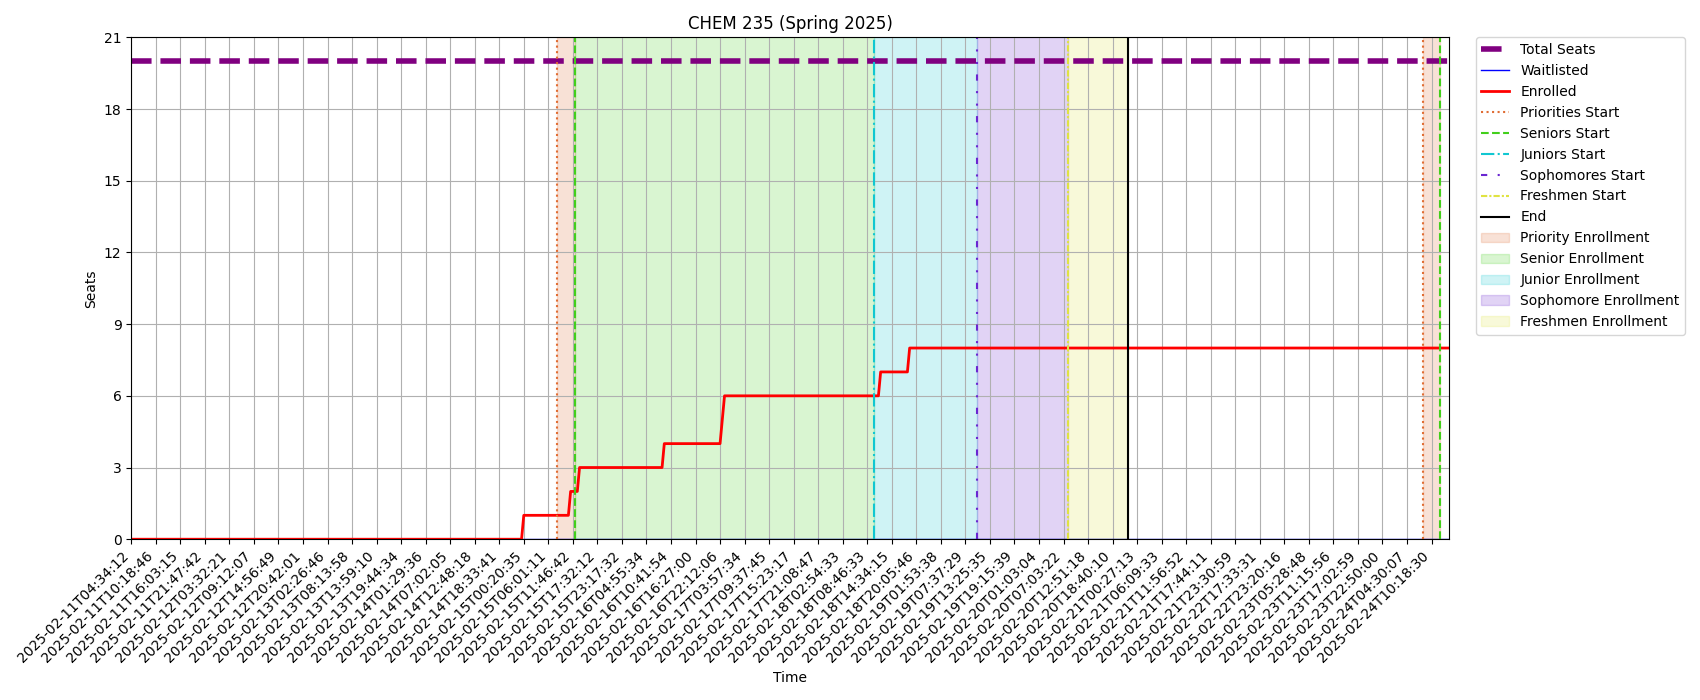 CHEM 235 (Spring 2025)
21
18
15
12
9
6
3
0
Seats
2025-02-11T04:34:12
2025-02-11T10:18:46
2025-02-11T16:03:15
2025-02-11T21:47:42
2025-02-12T03:32:21
2025-02-12T09:12:07
2025-02-12T14:56:49
2025-02-12T20:42:01
2025-02-13T02:26:46
2025-02-13T08:13:58
2025-02-13T13:59:10
2025-02-13T19:44:34
2025-02-14T01:29:36
2025-02-14T07:02:05
2025-02-14T12:48:18
2025-02-14T18:33:41
2025-02-15T00:20:35
2025-02-15T06:01:11
2025-02-15T11:46:42
2025-02-15T17:32:12
2025-02-15T23:17:32
2025-02-16T04:55:34
2025-02-16T10:41:54
2025-02-16T16:27:00
2025-02-16T22:12:06
2025-02-17T03:57:34
2025-02-17T09:37:45
2025-02-17T15:23:17
2025-02-17T21:08:47
2025-02-18T02:54:33
2025-02-18T08:46:33
2025-02-18T14:34:15
2025-02-18T20:05:46
2025-02-19T01:53:38
2025-02-19T07:37:29
2025-02-19T13:25:35
2025-02-19T19:15:39
2025-02-20T01:03:04
2025-02-20T07:03:22
2025-02-20T12:51:18
2025-02-20T18:40:10
2025-02-21T00:27:13
2025-02-21T06:09:33
2025-02-21T11:56:52
2025-02-21T17:44:11
2025-02-21T23:30:59
2025-02-22T17:33:31
2025-02-22T23:20:16
2025-02-23T05:28:48
2025-02-23T11:15:56
2025-02-23T17:02:59
2025-02-23T22:50:00
2025-02-24T04:30:07
2025-02-24T10:18:30
Time
Total Seats
Waitlisted
Enrolled
Priorities Start
Seniors Start
Juniors Start
Sophomores Start
Freshmen Start
End
Priority Enrollment
Senior Enrollment
Junior Enrollment
Sophomore Enrollment
Freshmen Enrollment